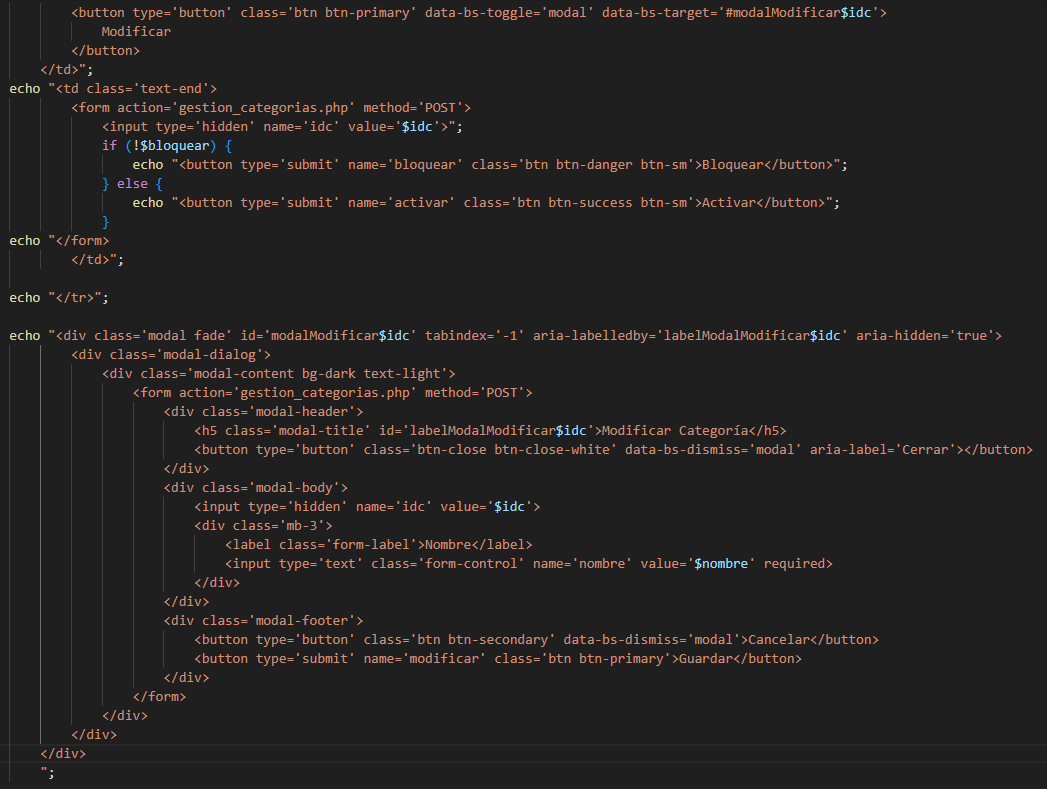 <button type='button' class='btn btn-primary' data-bs-toggle='modal' data-bs-target='#modalModificar$idc'>
Modificar
</button>
</td>";
echo "<td class='text-end'>
<form action='gestion_categorias.php' method='POST'>
<input type='hidden' name='idc' value='$idc'>";
if (!$bloquear) {
echo "<button type='submit' name='bloquear' class='btn btn-danger btn-sm'>Bloquear</button>";
} else {
echo "<button type='submit' name='activar' class='btn btn-success btn-sm'>Activar</button>";
}
echo "</form>
</td>";
echo "</tr>";
echo "<div class='modal fade' id='modalModificar$idc' tabindex='-1' aria-labelledby='labelModalModificar$idc' aria-hidden='true'>
<div class='modal-dialog'>
<div class='modal-content bg-dark text-light'>
<form action='gestion_categorias.php' method='POST'>
<div class='modal-header'>
<h5 class='modal-title' id='labelModalModificar$idc'>Modificar Categoría</h5>
<button type='button' class='btn-close btn-close-white' data-bs-dismiss='modal' aria-label='Cerrar'></button>
</div>
<div class='modal-body'>
<input type='hidden' name='idc' value='$idc'>
<div class='mb-3'>
<label class='form-label'>Nombre</label>
<input type='text' class='form-control' name='nombre' value='$nombre' required>
</div>
</div>
<div class='modal-footer'>
<button type='button' class='btn btn-secondary' data-bs-dismiss='modal'>Cancelar</button>
<button type='submit' name='modificar' class='btn btn-primary'>Guardar</button>
</div>
</form>
</div>
</div>
</div>
";